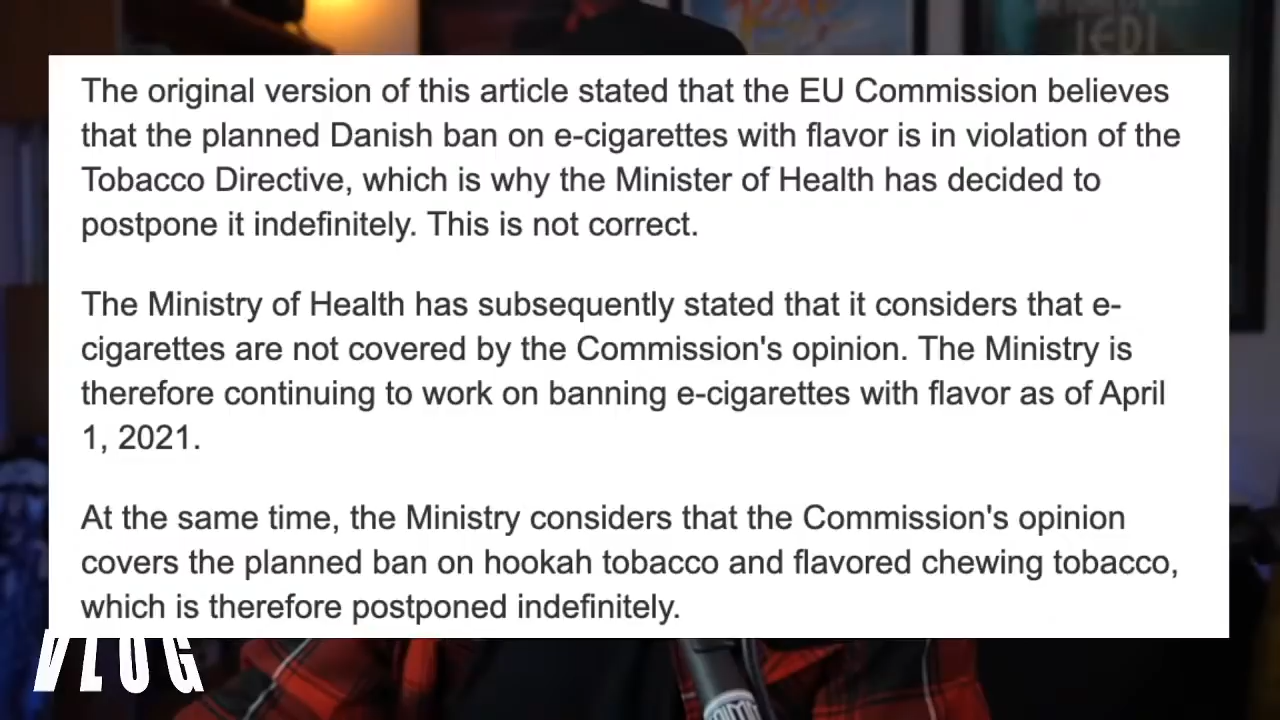 JEDI
The original version of this article stated that the EU Commission believes
that the planned Danish ban on e-cigarettes with flavor is in violation of the
Tobacco Directive, which is why the Minister of Health has decided to
postpone it indefinitely. This is not correct.
The Ministry of Health has subsequently stated that it considers that e-
cigarettes are not covered by the Commission's opinion. The Ministry is
therefore continuing to work on banning e-cigarettes with flavor as of April
1, 2021.
At the same time, the Ministry considers that the Commission's opinion
covers the planned ban on hookah tobacco and flavored chewing tobacco,
which is therefore postponed indefinitely.
VLOG